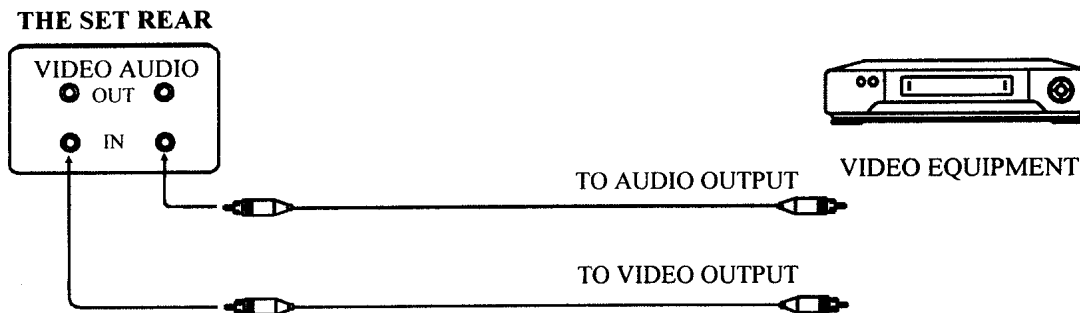 THE SET REAR
VIDEO AUDIO
OUT
IN
TO AUDIO OUTPUT
VIDEO EQUIPMENT
TO VIDEO OUTPUT